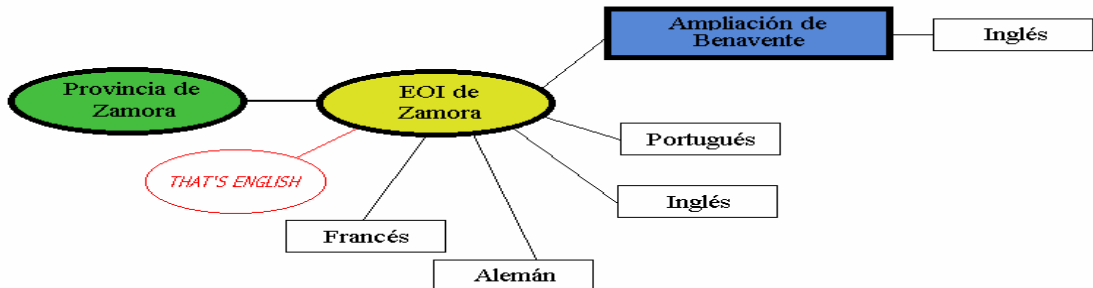 Ampliación de
Benavente
Inglés
Provincia de
Zamora
EOI de
Zamora
Portugués
THAT'S ENGLISH
Inglés
Francés
Alemán